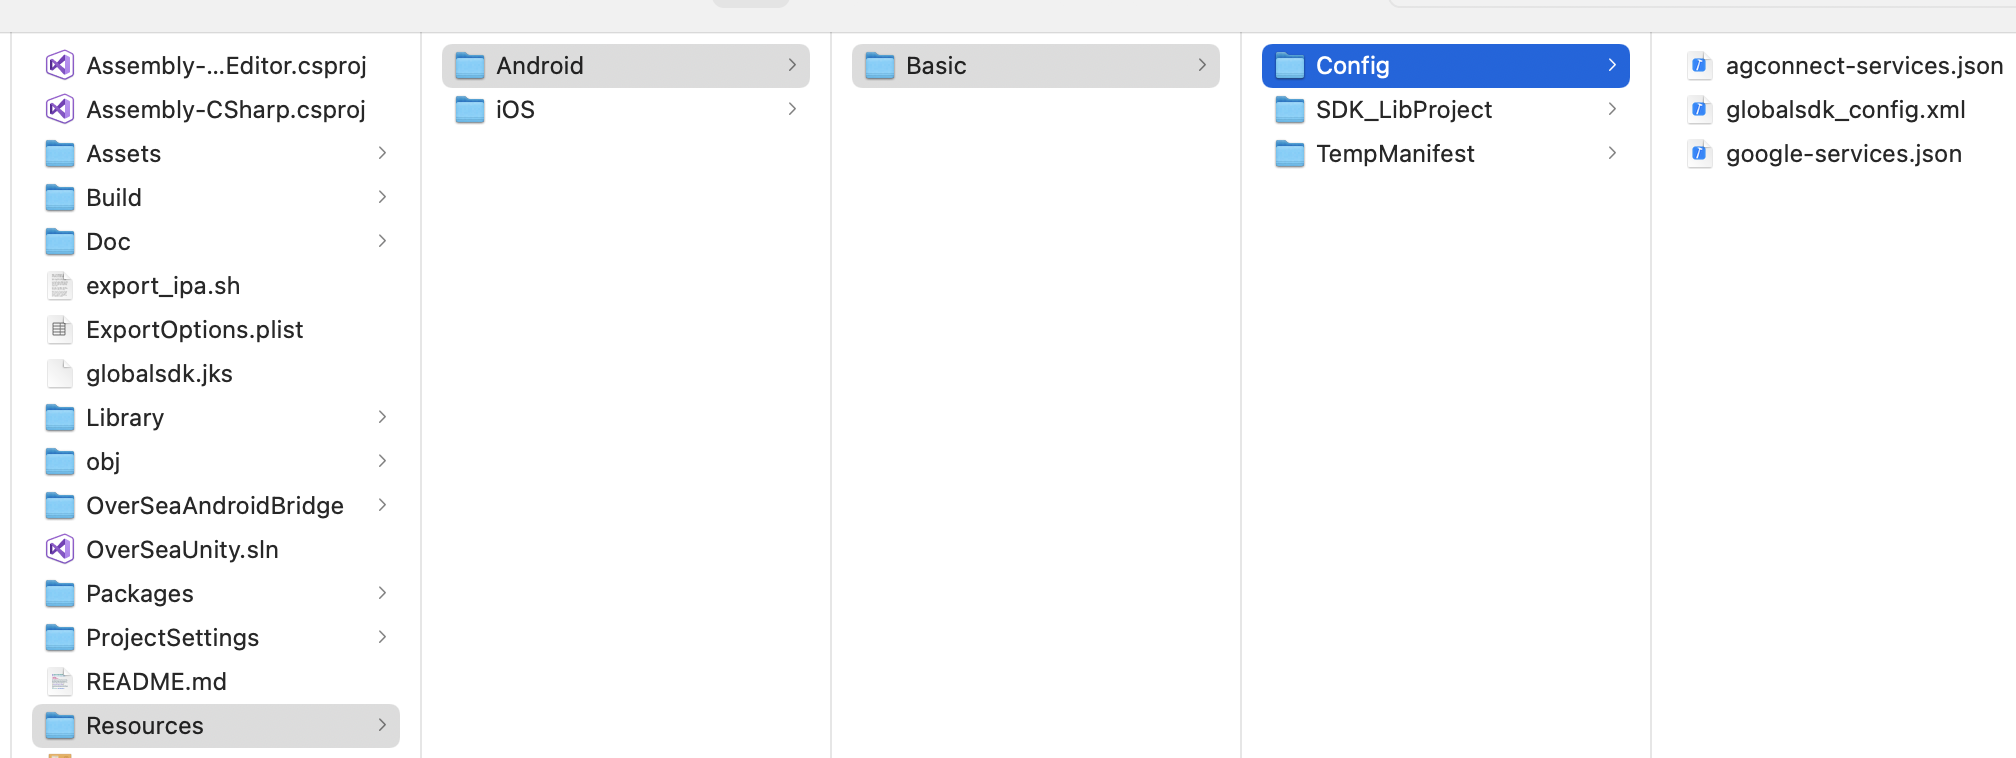 Assembly-...Editor.csproj
Assembly-CSharp.csproj
Assets
Build
Doc
export_ipa.sh
ExportOptions.plist
globalsdk.jks
Library
obj
OverSeaAndroidBridge
OverSeaUnity.sln
Packages
ProjectSettings
README.md
Resources
Android
iOS
Basic
Config
SDK_LibProject
TempManifest
agconnect-services.json
globalsdk_config.xml
google-services.json